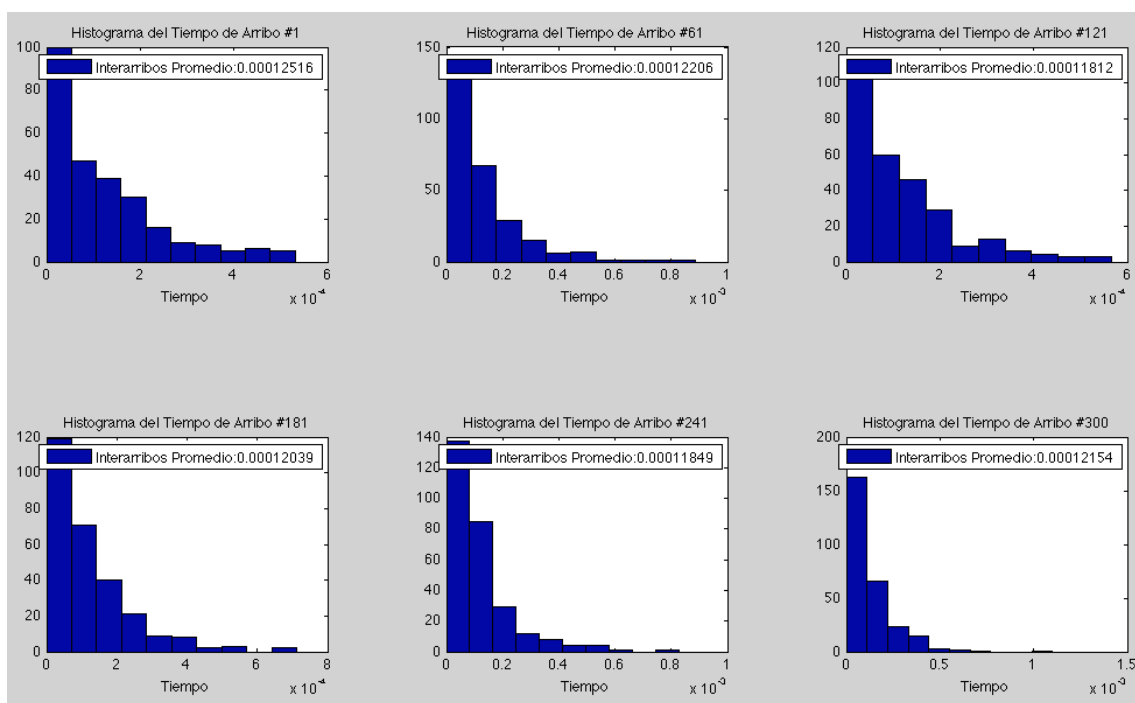 Histograma del Tiempo de Arribo #1
Interarribos Promedio:0.00012516
100
80
60
40
20
0
0 2 4 6
Tiempo
x 10^-4
Histograma del Tiempo de Arribo #61
Interarribos Promedio:0.00012206
150
100
50
0
0 0.2 0.4 0.6 0.8 1
Tiempo
x 10^-3
Histograma del Tiempo de Arribo #121
Interarribos Promedio:0.00011812
120
100
80
60
40
20
0
0 2 4 6
Tiempo
x 10^-4
Histograma del Tiempo de Arribo #181
Interarribos Promedio:0.00012039
120
100
80
60
40
20
0
0 2 4 6 8
Tiempo
x 10^-4
Histograma del Tiempo de Arribo #241
Interarribos Promedio:0.00011849
140
120
100
80
60
40
20
0
0 0.2 0.4 0.6 0.8 1
Tiempo
x 10^-3
Histograma del Tiempo de Arribo #300
Interarribos Promedio:0.00012154
200
150
100
50
0
0 0.5 1 1.5
Tiempo
x 10^-3